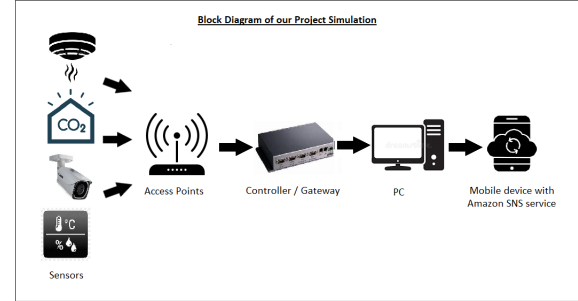 Block Diagram of our Project Simulation
CO2
°C
%
Sensors
Access Points
Controller / Gateway
PC
Mobile device with
Amazon SNS service